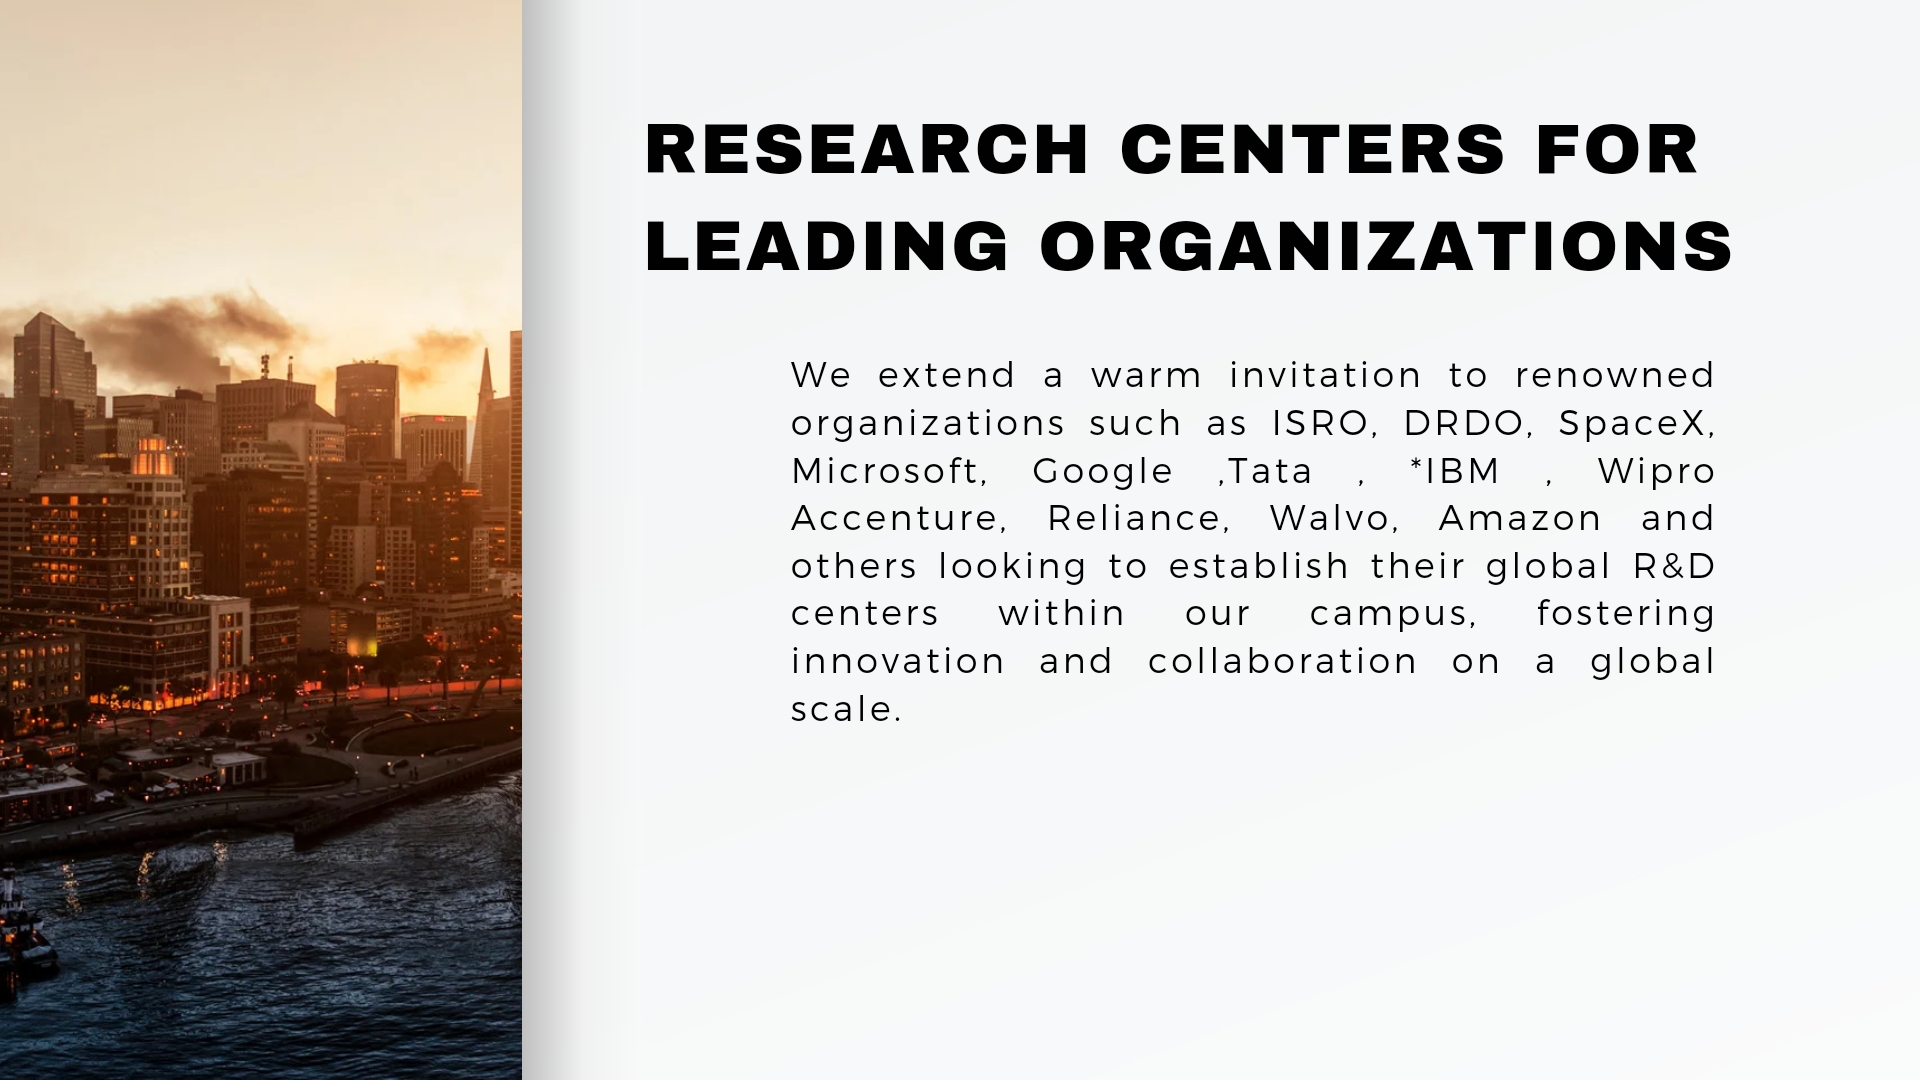 RESEARCH CENTERS FOR
LEADING ORGANIZATIONS
We extend a warm invitation to renowned
organizations such as ISRO, DRDO, SpaceX,
Microsoft, Google ,Tata , *IBM , Wipro
Accenture, Reliance, Walvo, Amazon and
others looking to establish their global R&D
centers within our campus, fostering
innovation and collaboration on a global
scale.